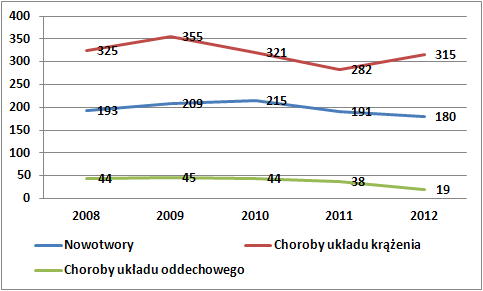 400
350
300
250
200
150
100
50
0
325 355 321 282 315
193 209 215 191 180
44 45 44 38 19
2008 2009 2010 2011 2012
Nowotwory Choroby układu krążenia
Choroby układu oddechowego